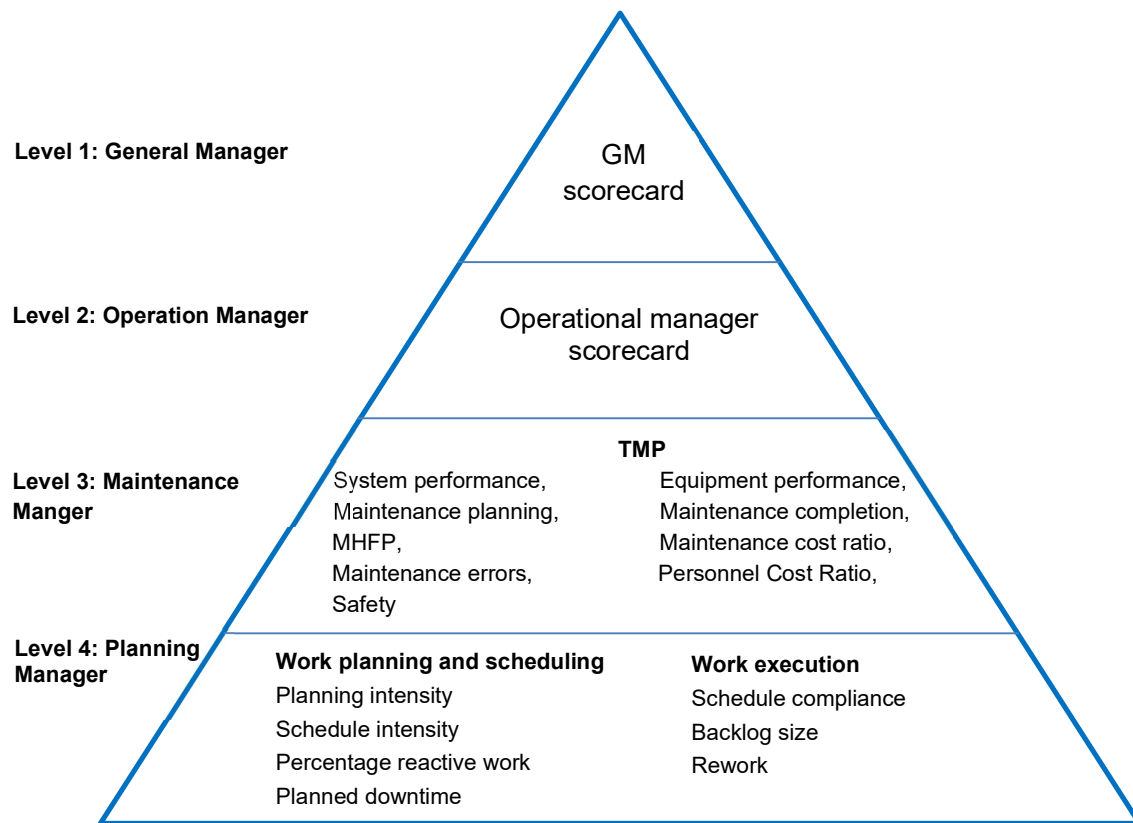 Level 1: General Manager
GM
scorecard
Level 2: Operation Manager
Operational manager
scorecard
Level 3: Maintenance
Manger
TMP
System performance,
Maintenance planning,
MHFP,
Maintenance errors,
Safety
Equipment performance,
Maintenance completion,
Maintenance cost ratio,
Personnel Cost Ratio,
Level 4: Planning
Manager
Work planning and scheduling
Planning intensity
Schedule intensity
Percentage reactive work
Planned downtime
Work execution
Schedule compliance
Backlog size
Rework